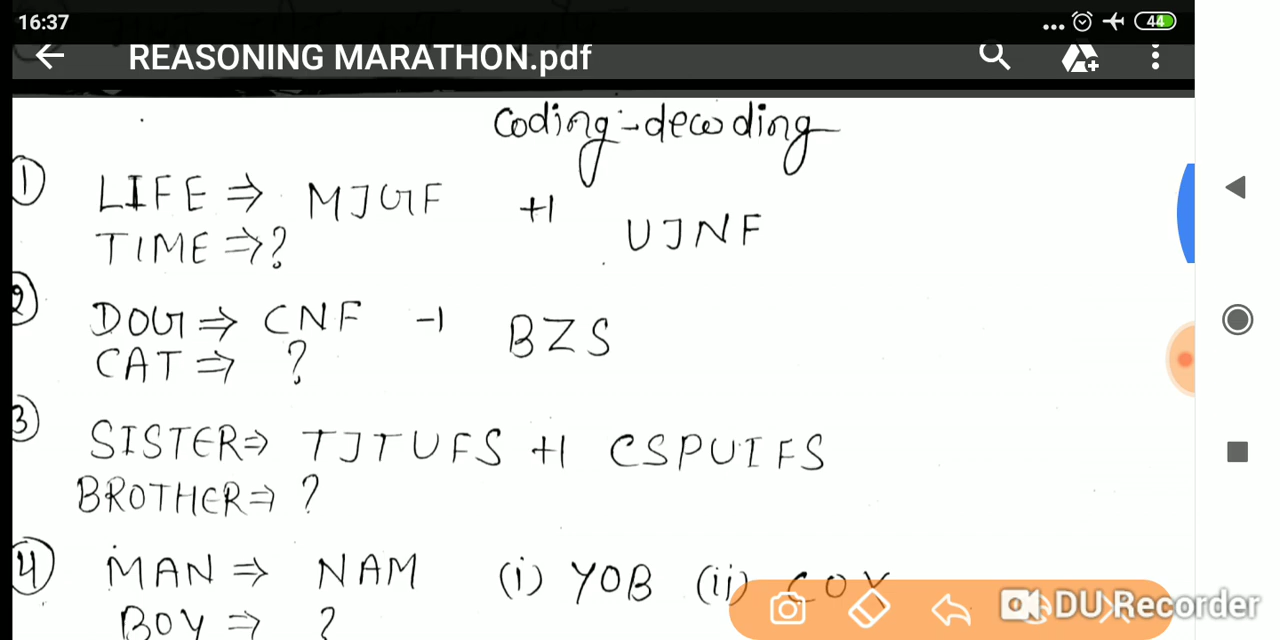 16:37
... 44
REASONING MARATHON.pdf
Coding-decoding
① LIFE ⇒ MJGF +1 UJNF
TIME ⇒ ?
② DOG ⇒ CNF -1 BZS
CAT ⇒ ?
③ SISTER ⇒ TJTUFS +1 CSPUIFS
BROTHER ⇒ ?
④ MAN ⇒ NAM (i) YOB (ii)
BOY ⇒ ?
DU Recorder